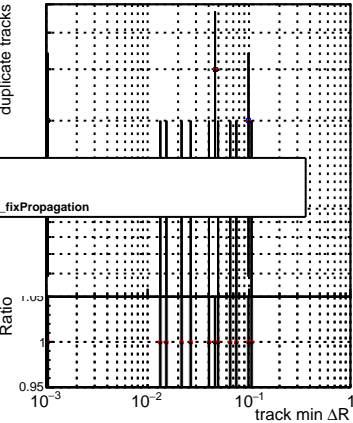 duplicate tracks
_fixPropagation
Ratio
1.05
1
0.95
10⁻³ 10⁻² 10⁻¹ 1
track min ΔR